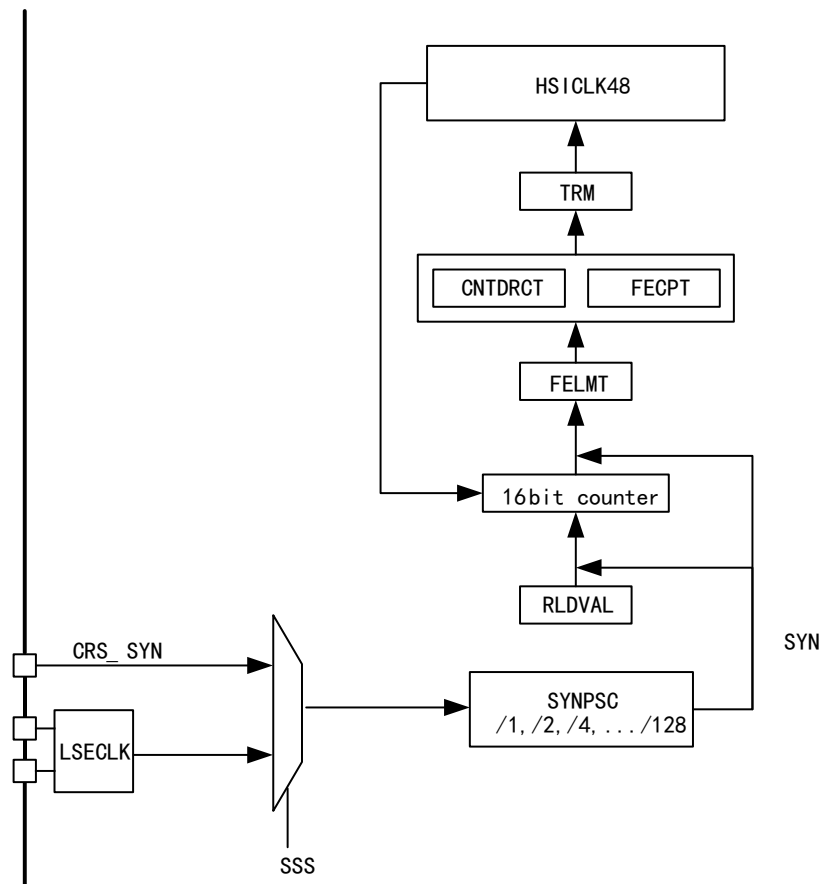 HSICLK48
TRM
CNTDRCT FECPT
FELMT
16bit counter
RLDVAL
SYN
CRS_ SYN
SYNPSC
/1,/2,/4,.../128
LSECLK
SSS